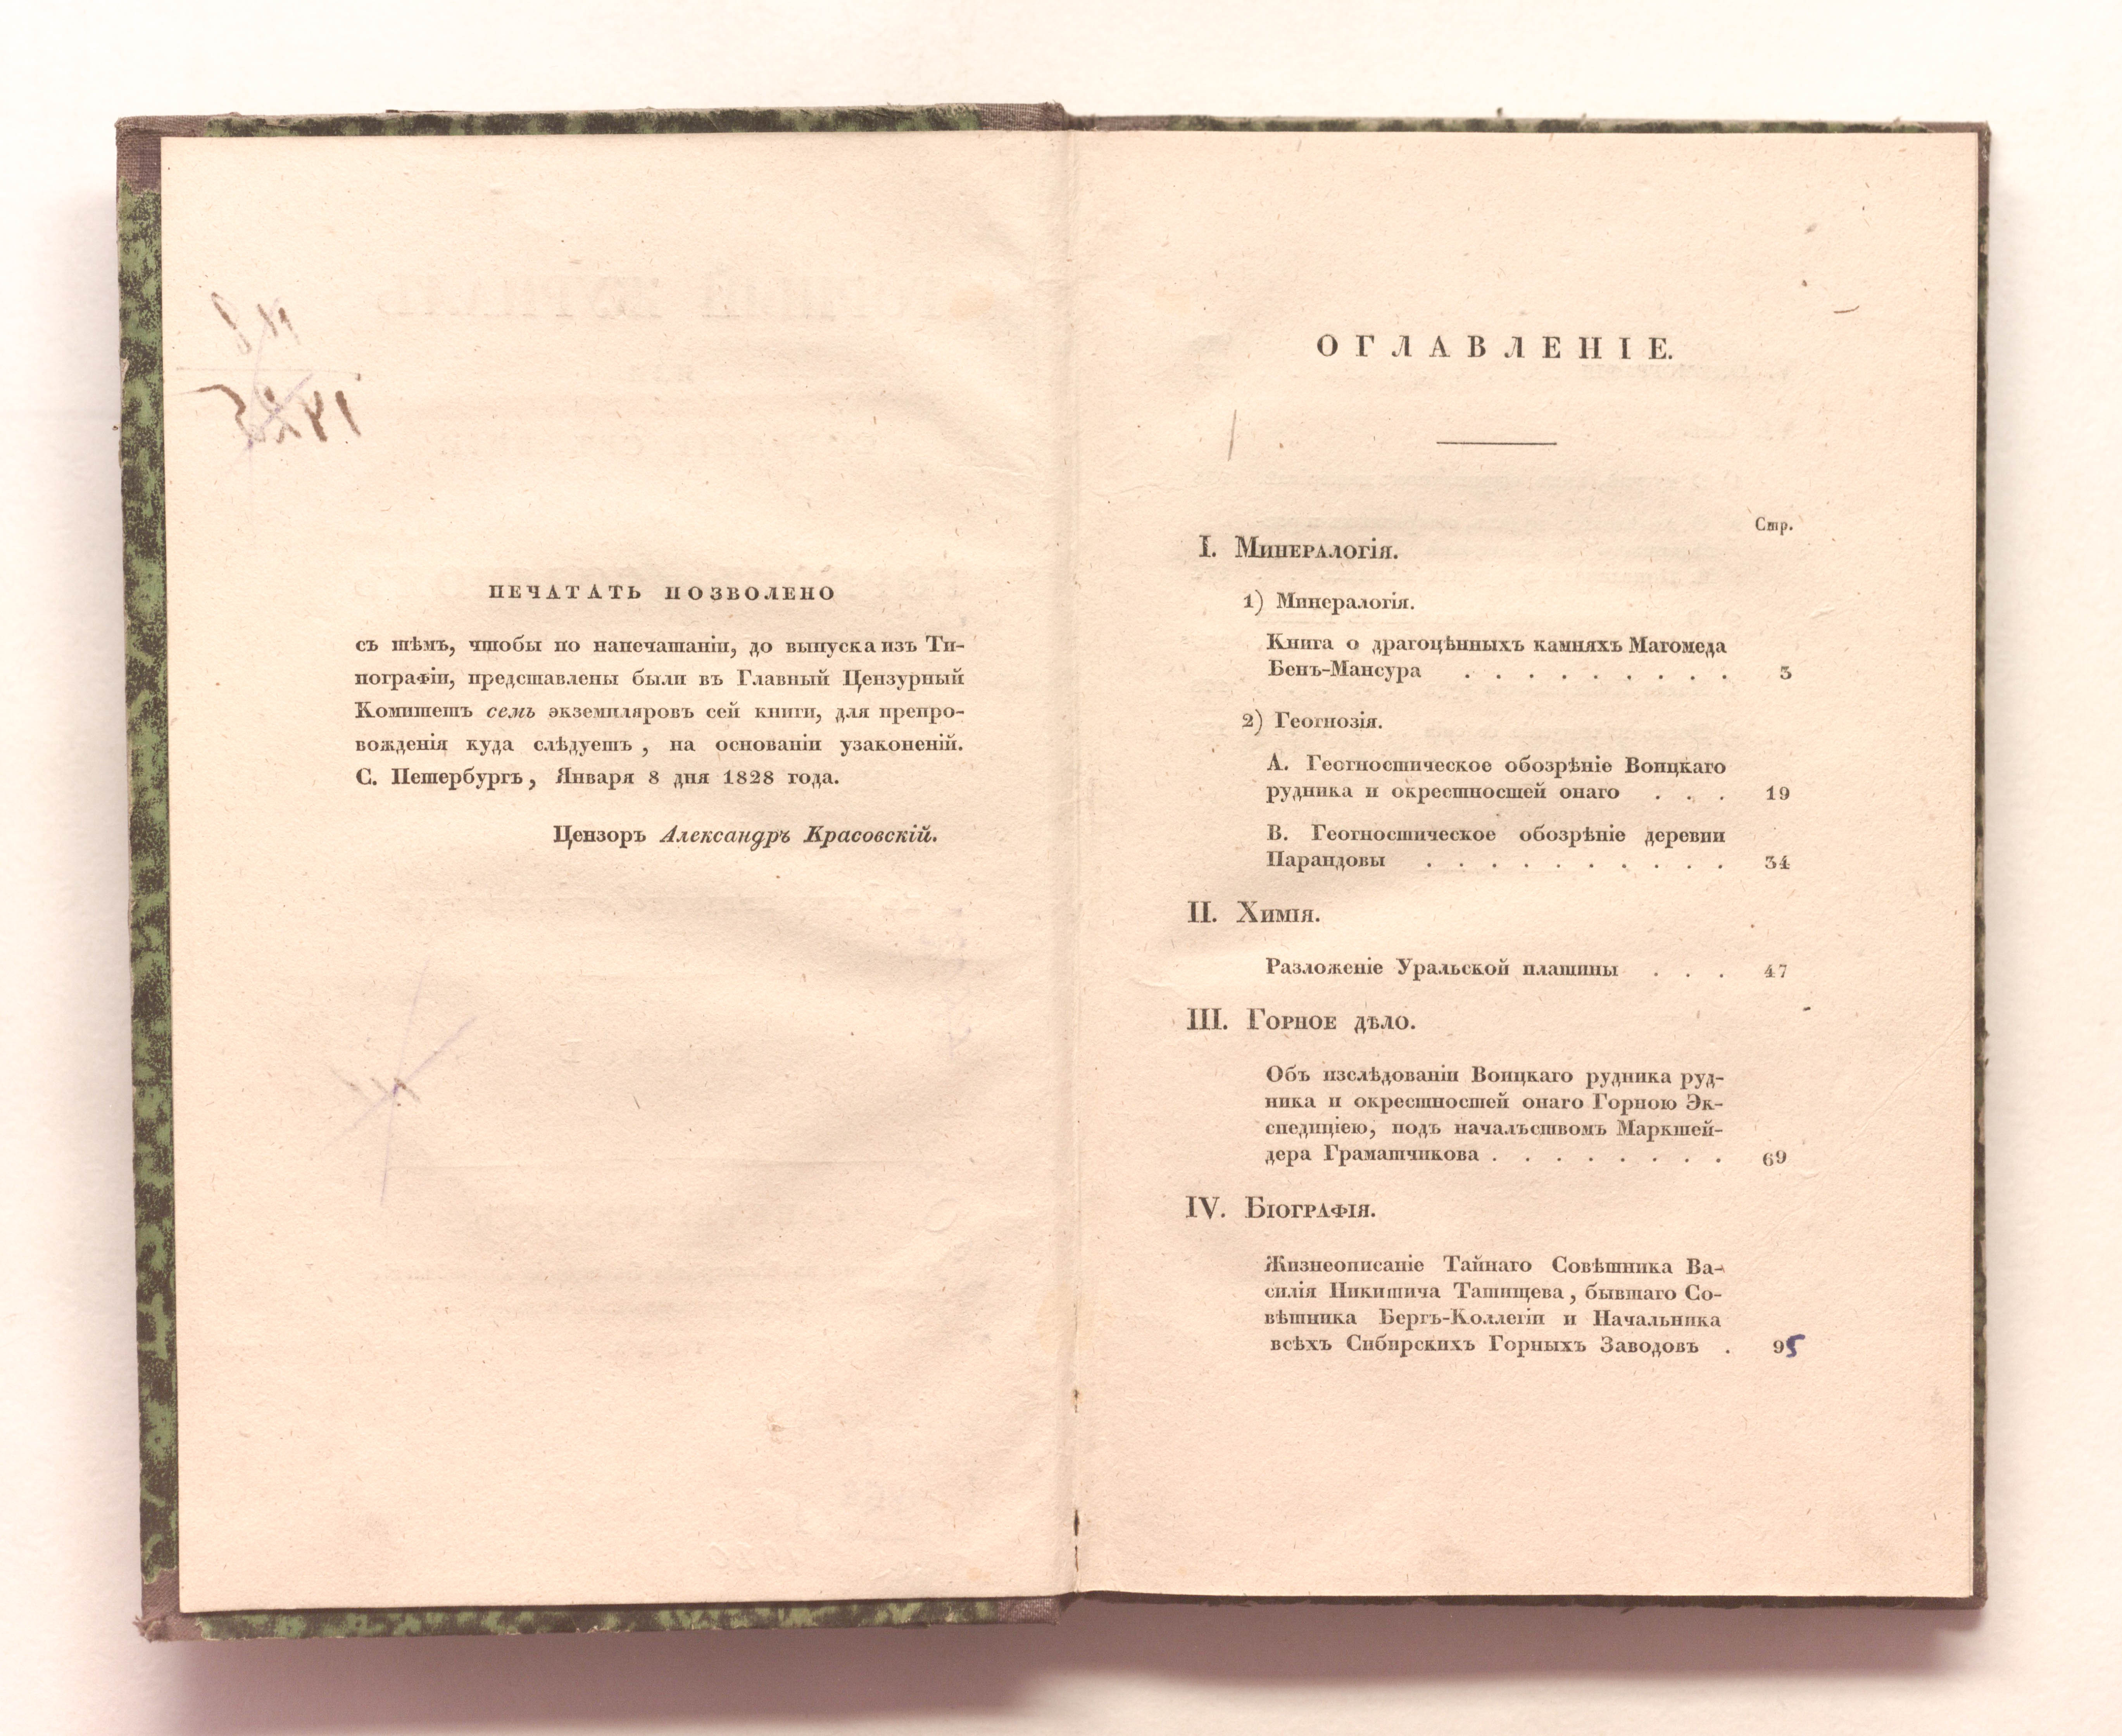 ПЕЧАТАТЬ ПОЗВОЛЕНО
съ тѣмъ, чтобы по напечатаніи, до выпуска изъ Ти-
пографіи, представлены были въ Главный Цензурный
Комитетъ семь экземпляровъ сей книги, для препро-
вожденія куда слѣдуетъ, на основаніи узаконеній.
С. Петербургъ, Января 8 дня 1828 года.
Цензоръ Александръ Красовскій.
ОГЛАВЛЕНІЕ.
Стр.
I. Минералогія.
1) Минералогія.
Книга о драгоцѣнныхъ камняхъ Магомеда
Бенъ-Мансура . . . . . . . . . 3
2) Геогнозія.
А. Геогностическое обозрѣніе Воицкаго
рудника и окрестностей онаго . . . 19
В. Геогностическое обозрѣніе деревни
Парандовы . . . . . . . . . . 34
II. Химія.
Разложеніе Уральской платины . . . 47
III. Горное дѣло.
Объ изслѣдованіи Воицкаго рудника руд-
ника и окрестностей онаго Горною Эк-
спедиціею, подъ начальствомъ Маркшей-
дера Граматчикова . . . . . . . . 69
IV. Біографія.
Жизнеописаніе Тайнаго Совѣтника Ва-
силія Никитича Татищева, бывшаго Со-
вѣтника Бергъ-Коллегіи и Начальника
всѣхъ Сибирскихъ Горныхъ Заводовъ . 95